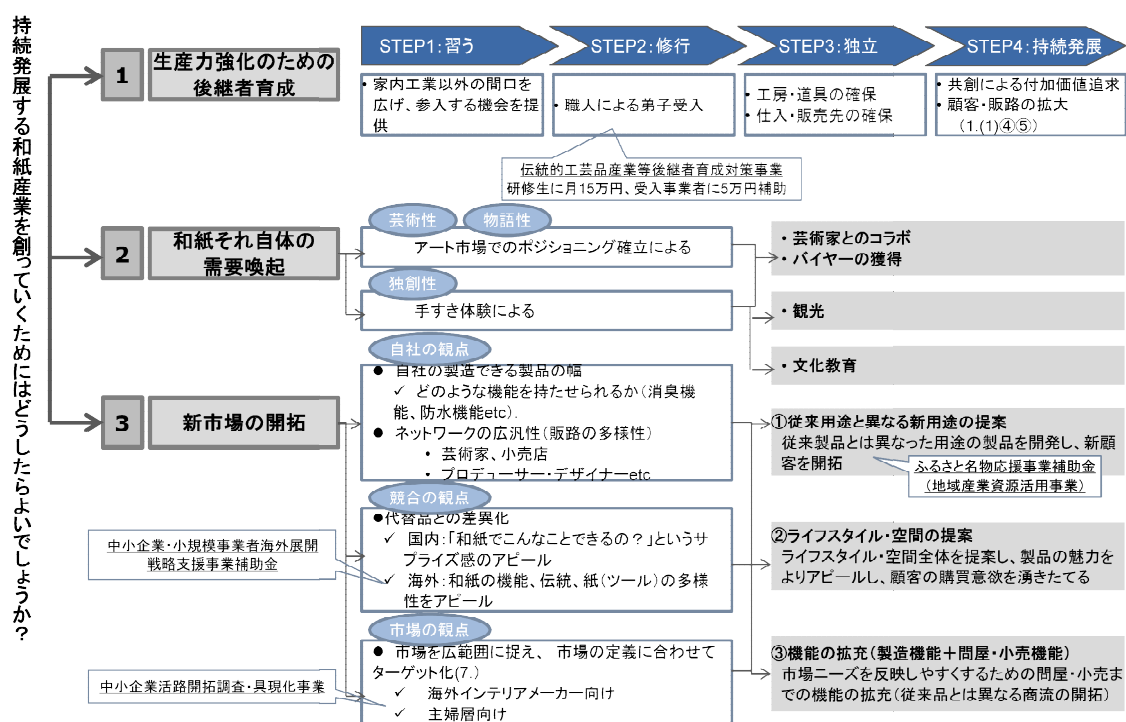 持続発展する和紙産業を創っていくためにはどうしたらよいでしょうか？
1
生産力強化のための
後継者育成
STEP1：習う
STEP2：修行
STEP3：独立
STEP4：持続発展
・家内工業以外の間口を
広げ、参入する機会を提
供
・職人による弟子受入
・工房・道具の確保
・仕入・販売先の確保
・共創による付加価値追求
・顧客・販路の拡大
（1.(1)④⑤）
伝統的工芸品産業等後継者育成対策事業
研修生に月15万円、受入事業者に5万円補助
2
和紙それ自体の
需要喚起
芸術性
物語性
アート市場でのポジショニング確立による
独創性
手すき体験による
・芸術家とのコラボ
・バイヤーの獲得
・観光
・文化教育
3
新市場の開拓
自社の観点
● 自社の製造できる製品の幅
✓ どのような機能を持たせられるか（消臭機
能、防水機能etc）.
● ネットワークの広汎性（販路の多様性）
・芸術家、小売店
・プロデューサー・デザイナーetc
競合の観点
●代替品との差異化
✓ 国内：「和紙でこんなことできるの？」というサ
プライズ感のアピール
✓ 海外：和紙の機能、伝統、紙（ツール）の多様
性をアピール
市場の観点
● 市場を広範囲に捉え、市場の定義に合わせて
ターゲット化(7.)
✓ 海外インテリアメーカー向け
✓ 主婦層向け
中小企業・小規模事業者海外展開
戦略支援事業補助金
中小企業活路開拓調査・具現化事業
①従来用途と異なる新用途の提案
従来製品とは異なった用途の製品を開発し、新顧
客を開拓
ふるさと名物応援事業補助金
（地域産業資源活用事業）
②ライフスタイル・空間の提案
ライフスタイル・空間全体を提案し、製品の魅力を
よりアピールし、顧客の購買意欲を湧きたてる
③機能の拡充（製造機能＋問屋・小売機能）
市場ニーズを反映しやすくするための問屋・小売ま
での機能の拡充（従来品とは異なる商流の開拓）